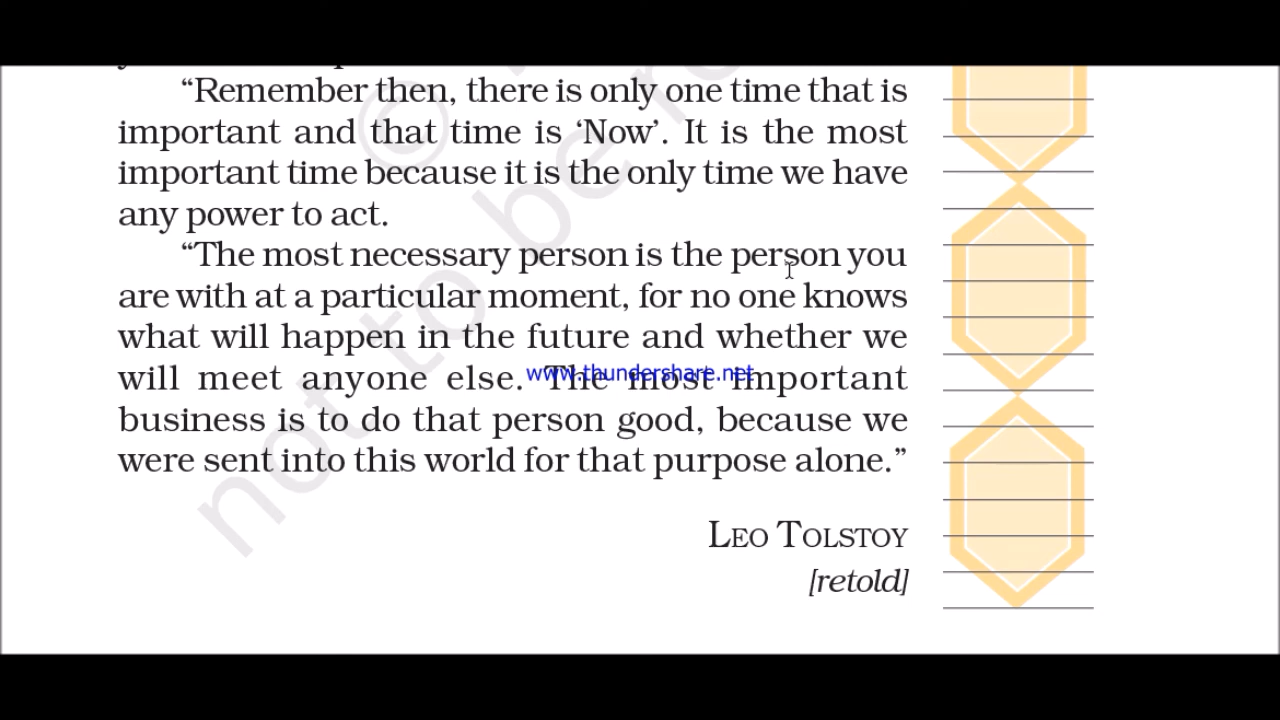 “Remember then, there is only one time that is
important and that time is ‘Now’. It is the most
important time because it is the only time we have
any power to act.
“The most necessary person is the person you
are with at a particular moment, for no one knows
what will happen in the future and whether we
will meet anyone else. The most important
www.thundershare.net
business is to do that person good, because we
were sent into this world for that purpose alone.”
LEO TOLSTOY
[retold]
©
not to be re